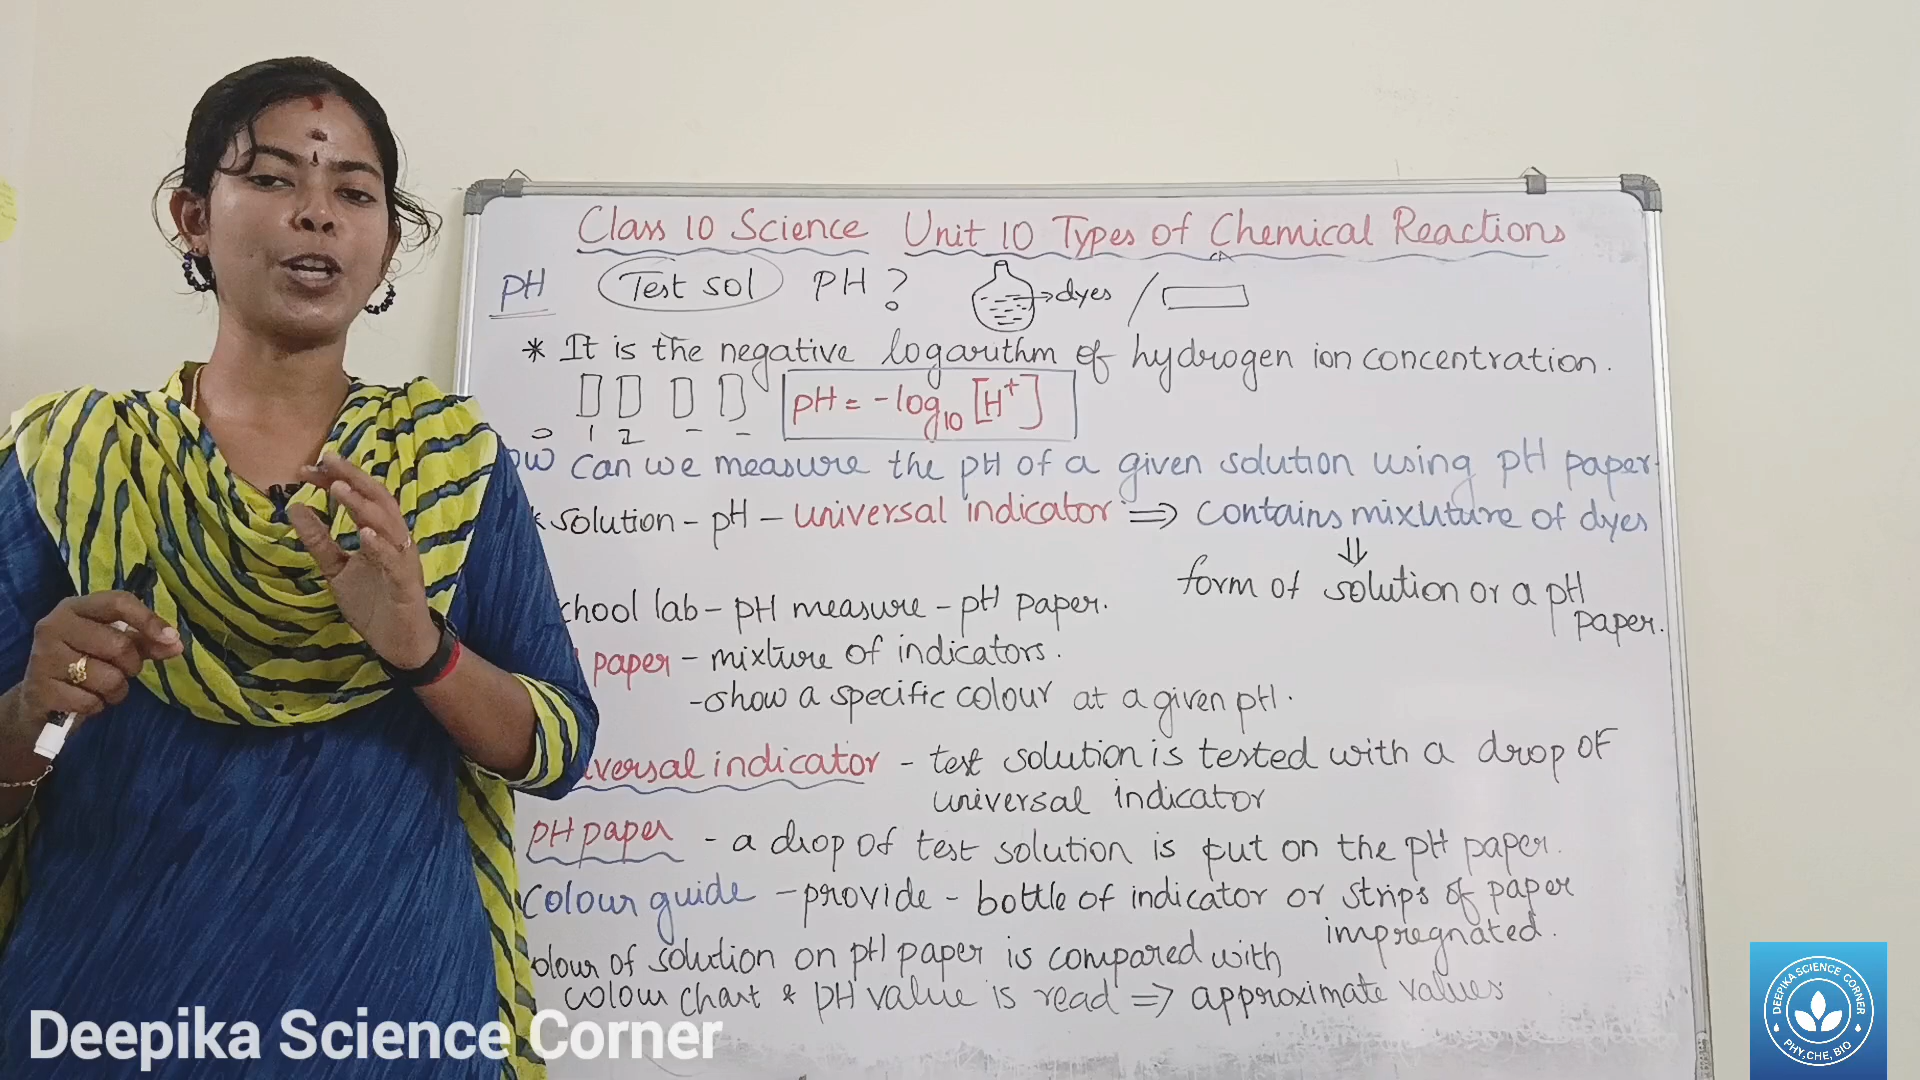 Class 10 Science Unit 10 Types of Chemical Reactions
pH Test sol PH ? →dyes /
* It is the negative logarithm of hydrogen ion concentration.
pH = -log10 [H+]
0 1 2 - -
ow can we measure the pH of a given solution using pH paper
* solution - pH - universal indicator ⇒ contains mixuture of dyes
⇓
form of solution or a pH
paper.
chool lab - pH measure - pH paper.
paper - mixture of indicators.
- show a specific colour at a given pH.
versal indicator - test solution is tested with a drop of
universal indicator
pH paper - a drop of test solution is put on the pH paper.
Colour guide - provide - bottle of indicator or strips of paper
impregnated.
olour of solution on pH paper is compared with
colour chart & pH value is read ⇒ approximate values
Deepika Science Corner
DEEPIKA SCIENCE CORNER
PHY, CHE, BIO